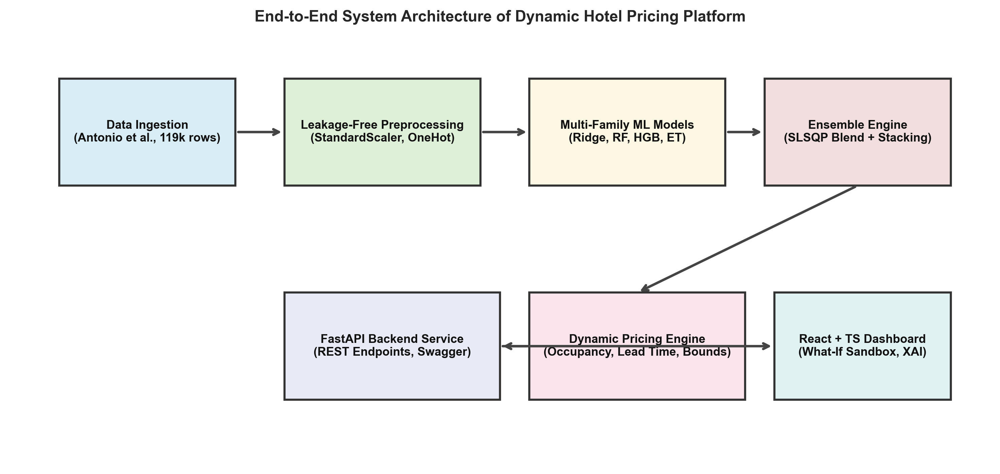 End-to-End System Architecture of Dynamic Hotel Pricing Platform
Data Ingestion
(Antonio et al., 119k rows)
Leakage-Free Preprocessing
(StandardScaler, OneHot)
Multi-Family ML Models
(Ridge, RF, HGB, ET)
Ensemble Engine
(SLSQP Blend + Stacking)
FastAPI Backend Service
(REST Endpoints, Swagger)
Dynamic Pricing Engine
(Occupancy, Lead Time, Bounds)
React + TS Dashboard
(What-If Sandbox, XAI)